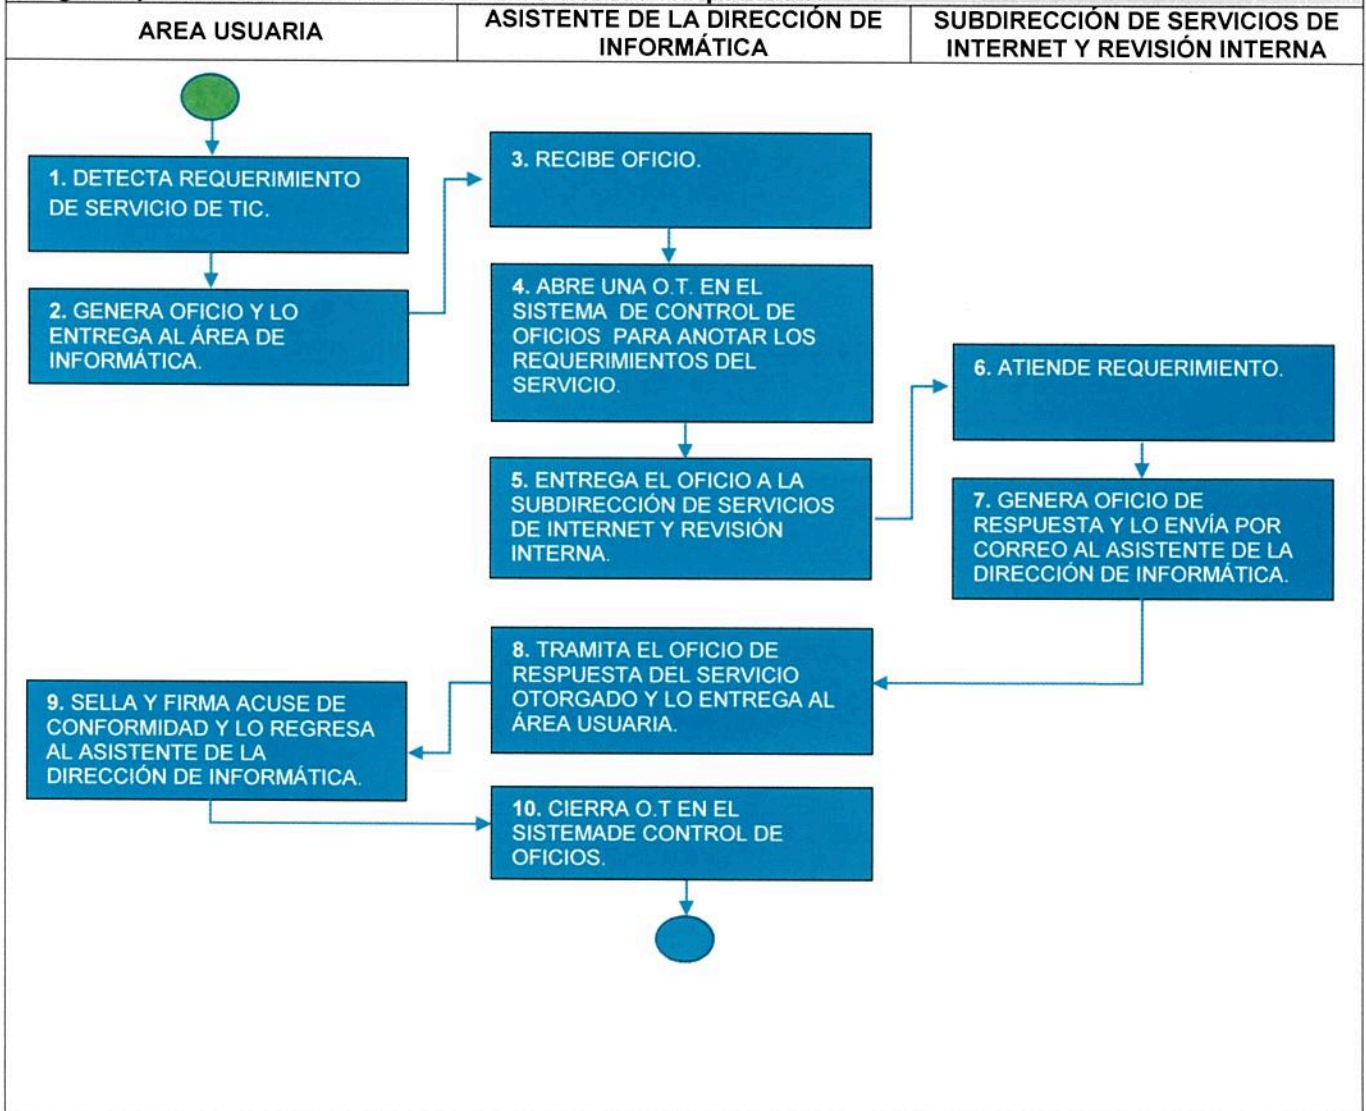 AREA USUARIA
ASISTENTE DE LA DIRECCIÓN DE
INFORMÁTICA
SUBDIRECCIÓN DE SERVICIOS DE
INTERNET Y REVISIÓN INTERNA
1. DETECTA REQUERIMIENTO
DE SERVICIO DE TIC.
2. GENERA OFICIO Y LO
ENTREGA AL ÁREA DE
INFORMÁTICA.
3. RECIBE OFICIO.
4. ABRE UNA O.T. EN EL
SISTEMA DE CONTROL DE
OFICIOS PARA ANOTAR LOS
REQUERIMIENTOS DEL
SERVICIO.
5. ENTREGA EL OFICIO A LA
SUBDIRECCIÓN DE SERVICIOS
DE INTERNET Y REVISIÓN
INTERNA.
6. ATIENDE REQUERIMIENTO.
7. GENERA OFICIO DE
RESPUESTA Y LO ENVÍA POR
CORREO AL ASISTENTE DE LA
DIRECCIÓN DE INFORMÁTICA.
8. TRAMITA EL OFICIO DE
RESPUESTA DEL SERVICIO
OTORGADO Y LO ENTREGA AL
ÁREA USUARIA.
9. SELLA Y FIRMA ACUSE DE
CONFORMIDAD Y LO REGRESA
AL ASISTENTE DE LA
DIRECCIÓN DE INFORMÁTICA.
10. CIERRA O.T EN EL
SISTEMADE CONTROL DE
OFICIOS.